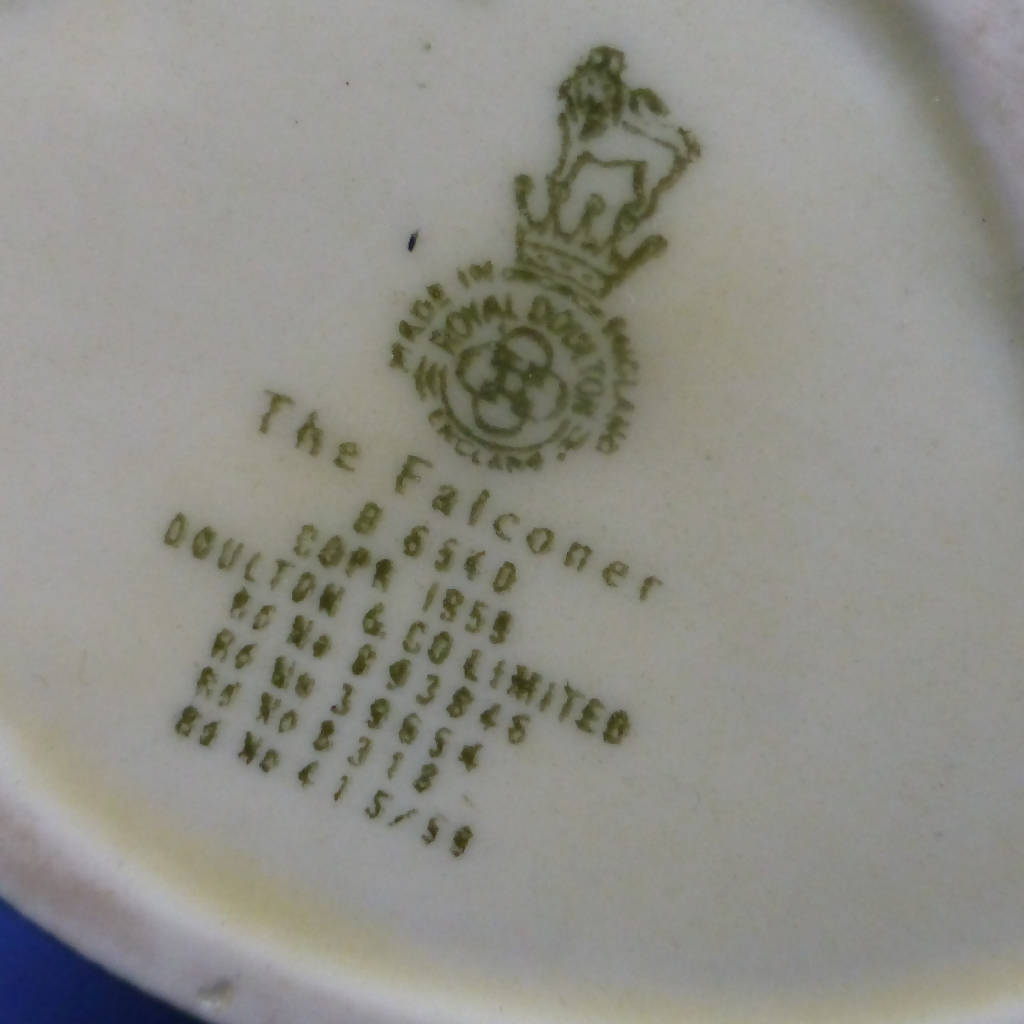 MADE IN ENGLAND
ROYAL DOULTON
ENGLAND
The Falconer
D 6540
COPR 1959
DOULTON & CO LIMITED
Rd No 893846
Rd No 39654
Rd No 8318
Rd No 415/59